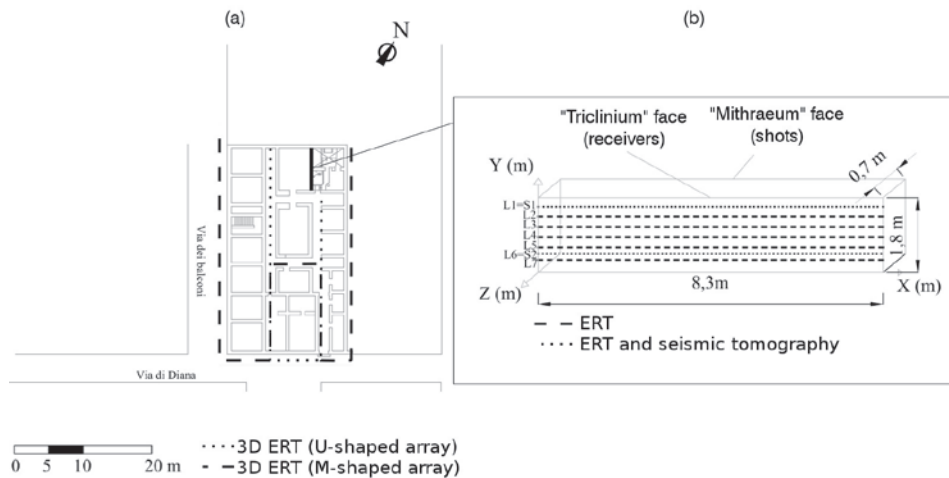 (a)
(b)
N
"Triclinium" face
(receivers)
"Mithraeum" face
(shots)
Y (m)
0,7 m
L1=S1
L2
L3
L4
L5
L6=S2
L7
1,8 m
Z (m)
8,3m
X (m)
ERT
ERT and seismic tomography
Via dei balconi
Via di Diana
0 5 10 20 m
3D ERT (U-shaped array)
3D ERT (M-shaped array)